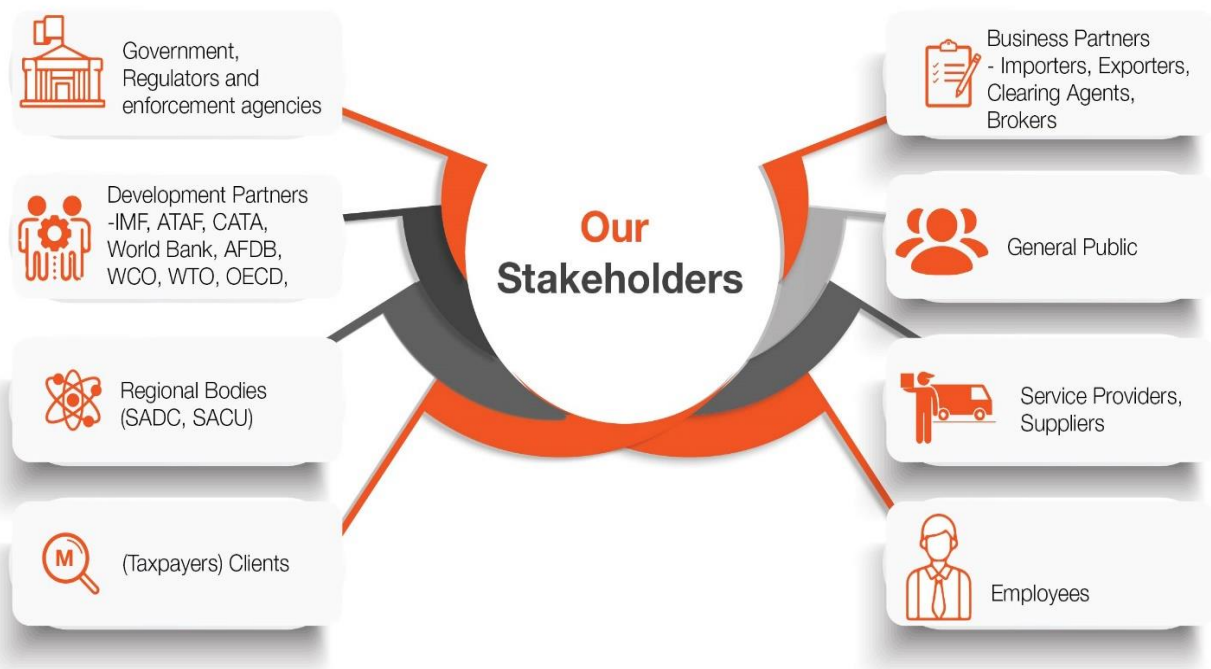 Government,
Regulators and
enforcement agencies
Development Partners
-IMF, ATAF, CATA,
World Bank, AFDB,
WCO, WTO, OECD,
Regional Bodies
(SADC, SACU)
M
(Taxpayers) Clients
Our
Stakeholders
Business Partners
- Importers, Exporters,
Clearing Agents,
Brokers
General Public
Service Providers,
Suppliers
Employees